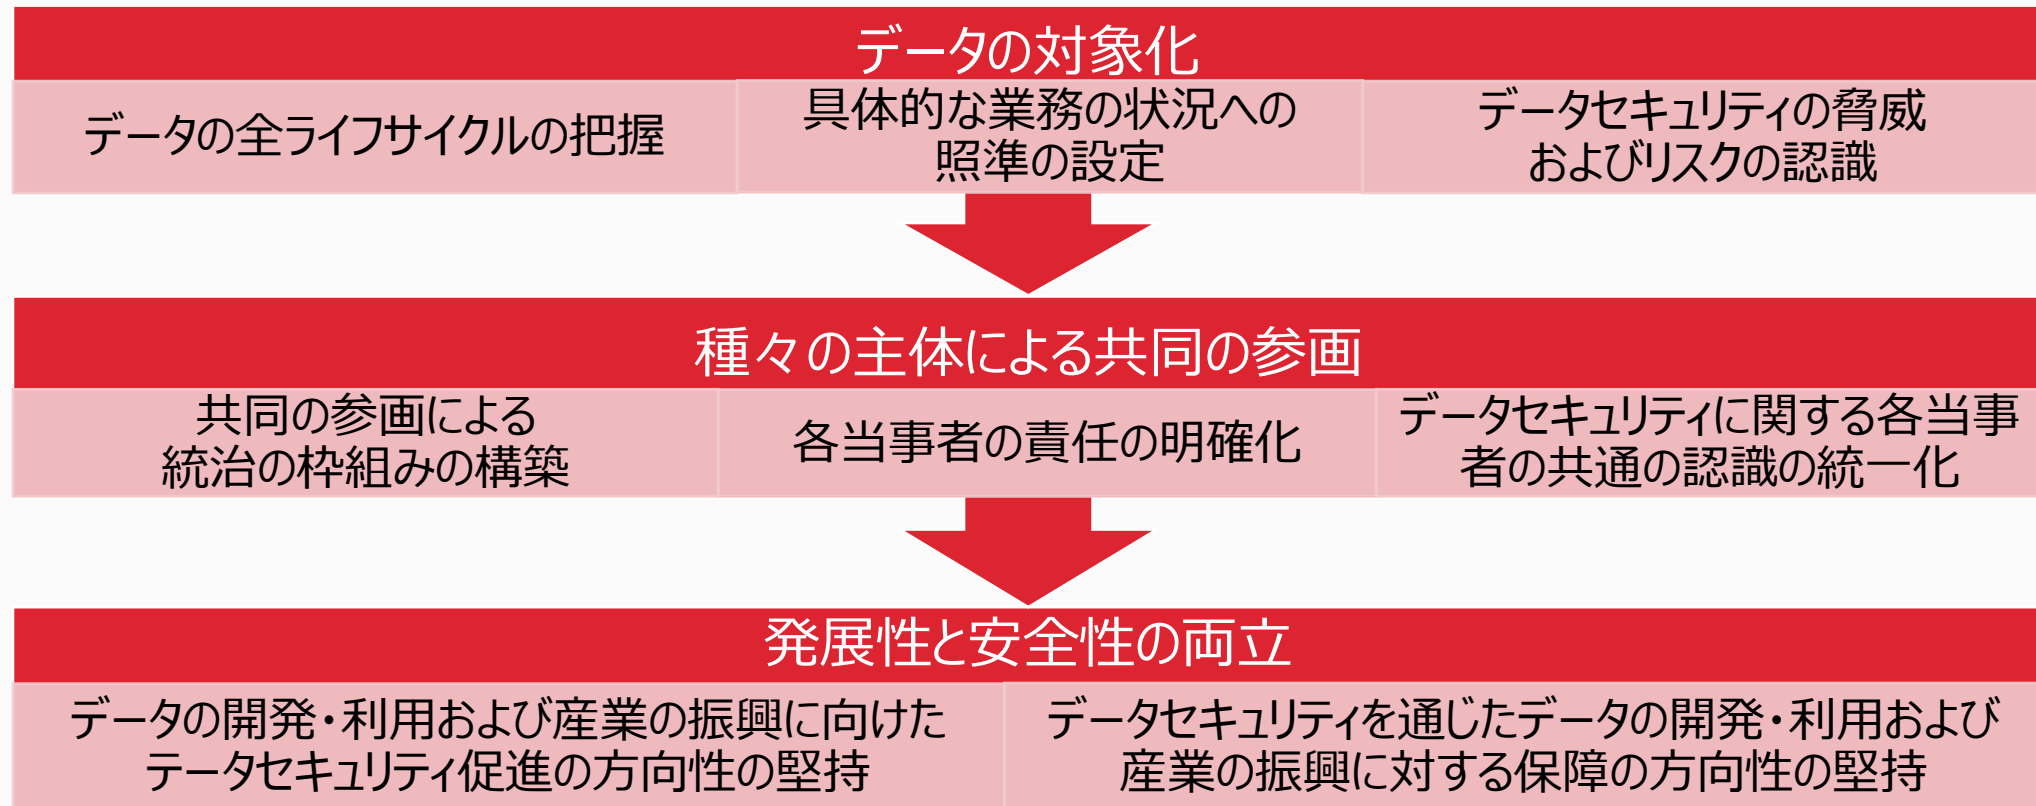 データの対象化
データの全ライフサイクルの把握
具体的な業務の状況への
照準の設定
データセキュリティの脅威
およびリスクの認識
種々の主体による共同の参画
共同の参画による
統治の枠組みの構築
各当事者の責任の明確化
データセキュリティに関する各当事
者の共通の認識の統一化
発展性と安全性の両立
データの開発・利用および産業の振興に向けた
テータセキュリティ促進の方向性の堅持
データセキュリティを通じたデータの開発・利用および
産業の振興に対する保障の方向性の堅持